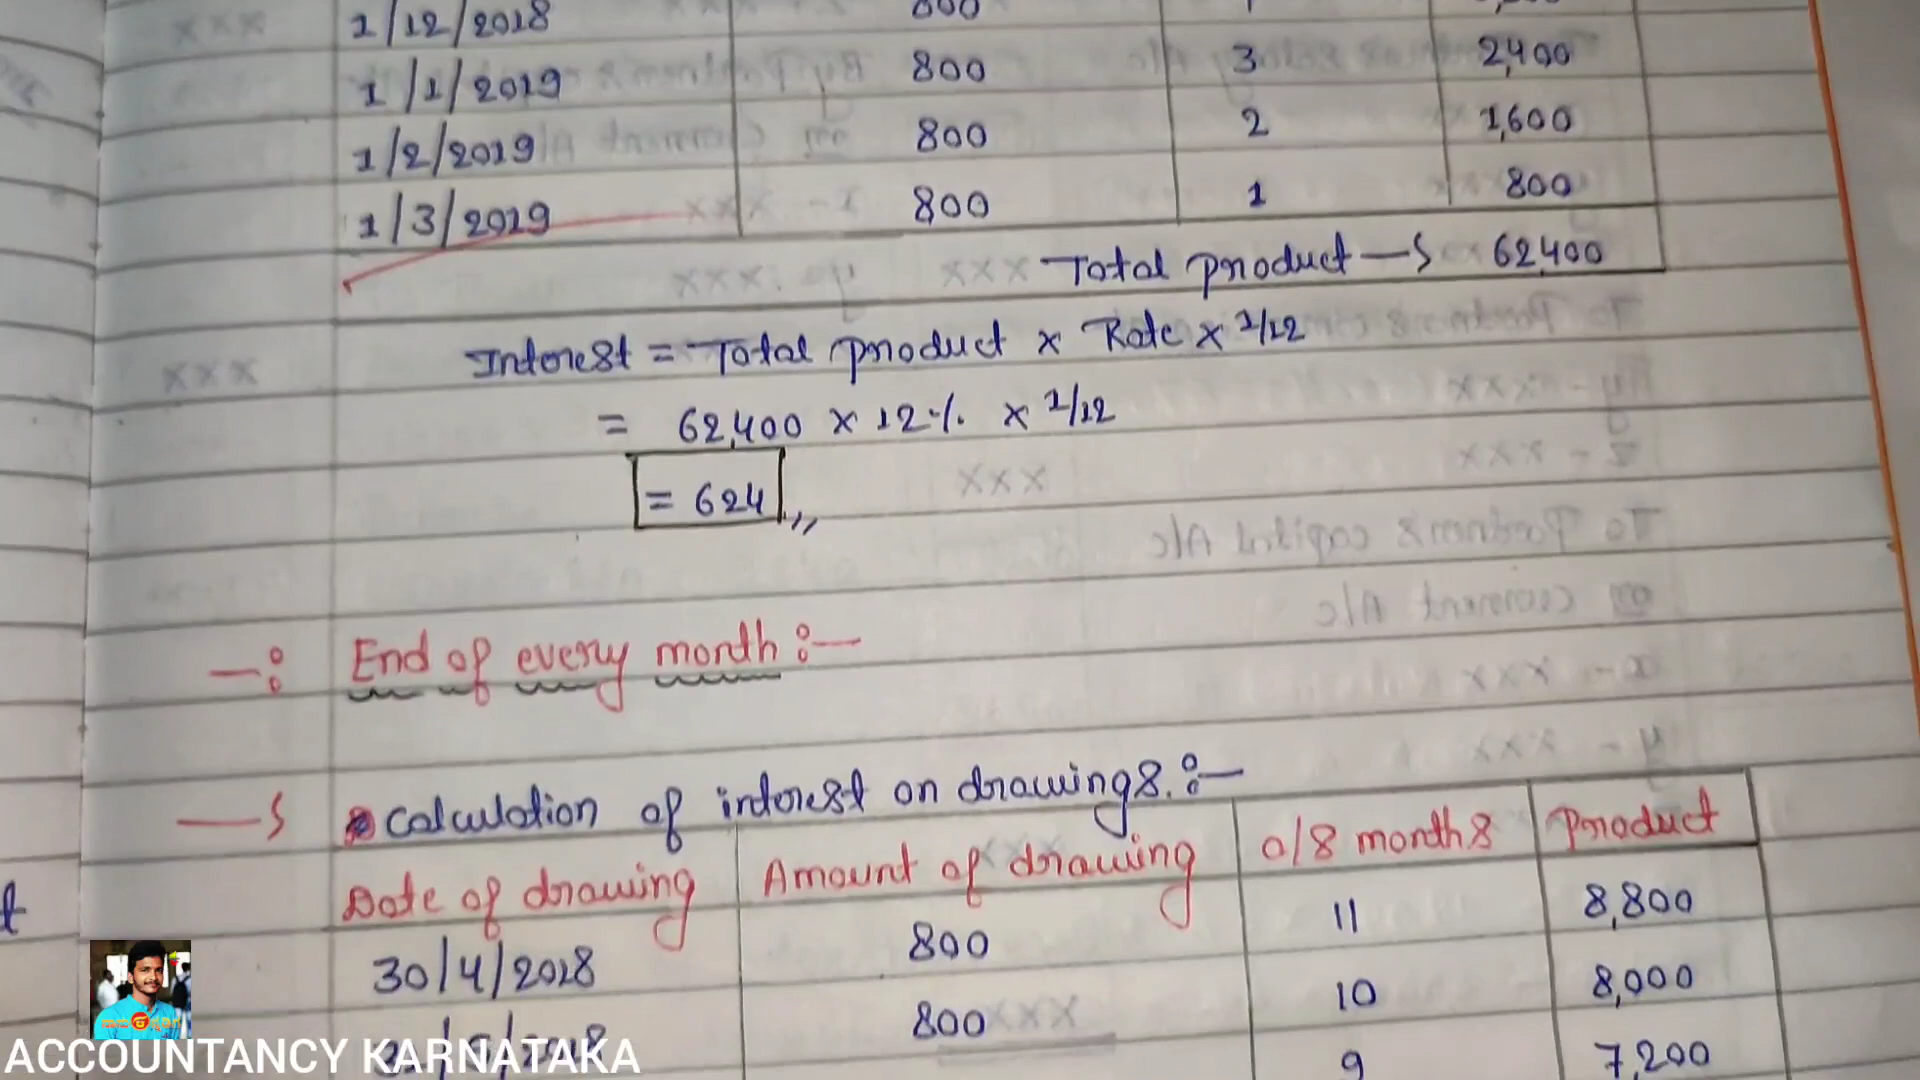 1/12/2018 800
1/1/2019 800 3 2,400
1/2/2019 800 2 1,600
1/3/2019 800 1 800
Total product 62,400
Interest = Total product x Rate x 1/12
= 62,400 x 12% x 1/12
= 624
End of every month :-
calculation of interest on drawings. :-
Date of drawing Amount of drawing o/s months Product
30/4/2018 800 11 8,800
800 10 8,000
9 7,200
ACCOUNTANCY KARNATAKA